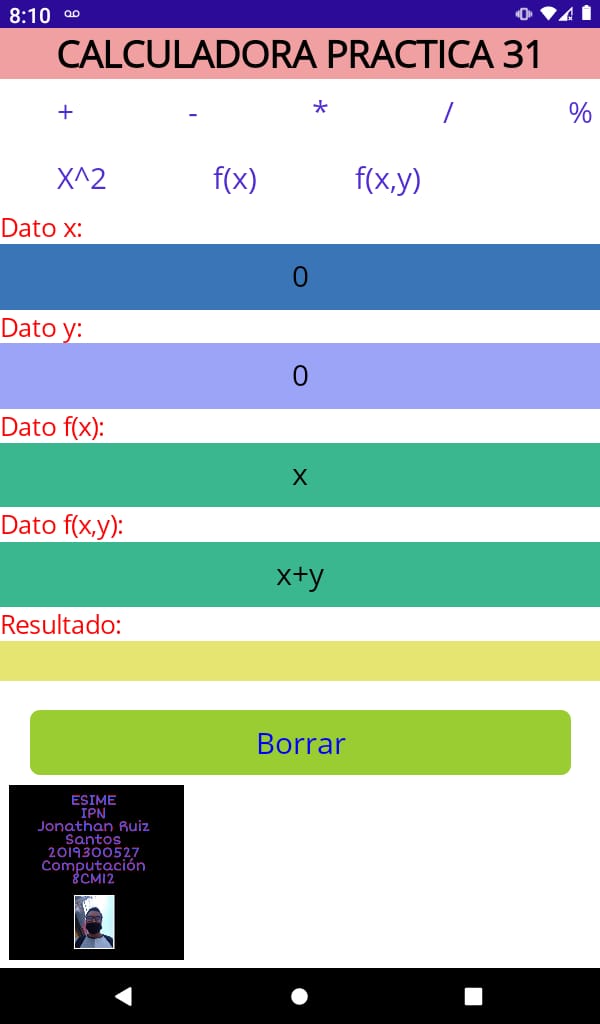 8:10
CALCULADORA PRACTICA 31
+ - * / %
X^2 f(x) f(x,y)
Dato x:
0
Dato y:
0
Dato f(x):
x
Dato f(x,y):
x+y
Resultado:
Borrar
ESIME
IPN
Jonathan Ruiz
Santos
2019300527
Computación
8CM12